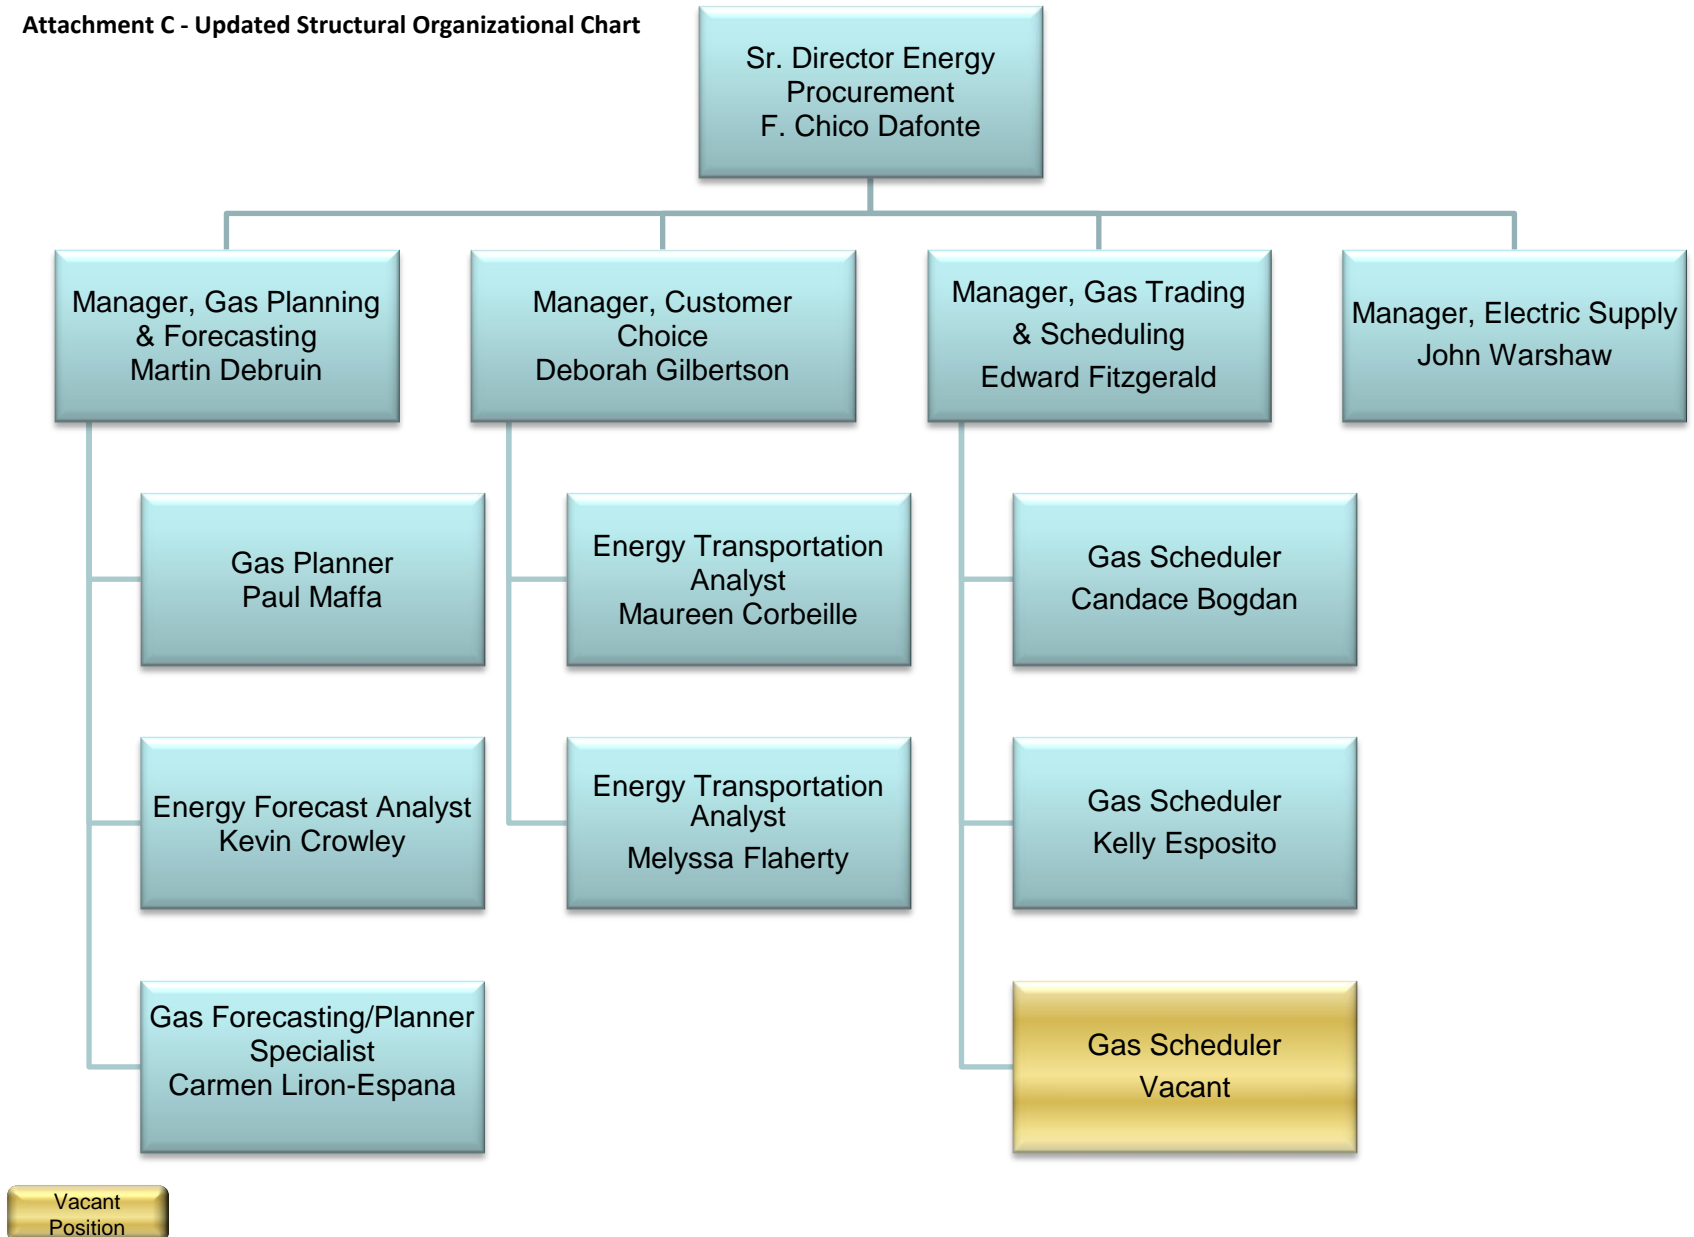 Attachment C - Updated Structural Organizational Chart
Sr. Director Energy
Procurement
F. Chico Dafonte
Manager, Gas Planning
& Forecasting
Martin Debruin
Manager, Customer
Choice
Deborah Gilbertson
Manager, Gas Trading
& Scheduling
Edward Fitzgerald
Manager, Electric Supply
John Warshaw
Gas Planner
Paul Maffa
Energy Transportation
Analyst
Maureen Corbeille
Gas Scheduler
Candace Bogdan
Energy Forecast Analyst
Kevin Crowley
Energy Transportation
Analyst
Melyssa Flaherty
Gas Scheduler
Kelly Esposito
Gas Forecasting/Planner
Specialist
Carmen Liron-Espana
Gas Scheduler
Vacant
Vacant
Position